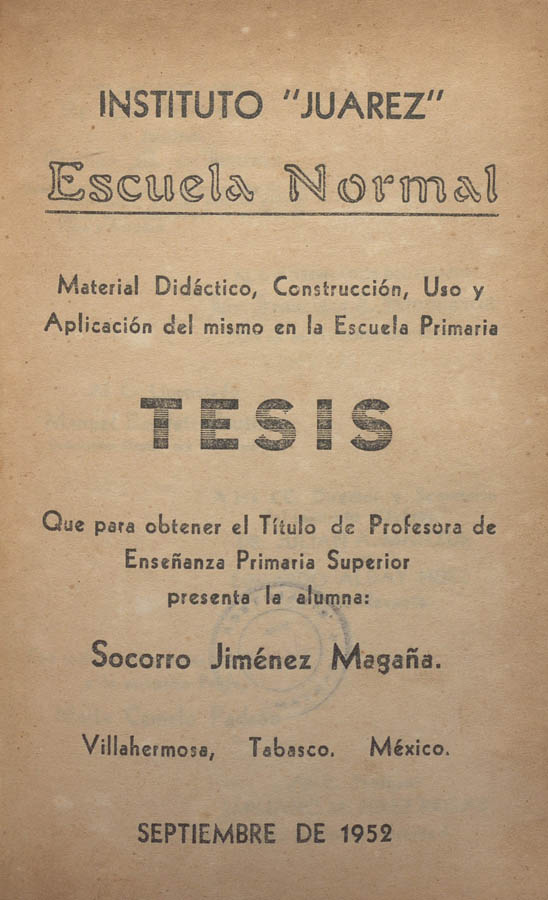 INSTITUTO "JUAREZ"
Escuela Normal
Material Didáctico, Construcción, Uso y
Aplicación del mismo en la Escuela Primaria
TESIS
Que para obtener el Título de Profesora de
Enseñanza Primaria Superior
presenta la alumna:
Socorro Jiménez Magaña.
Villahermosa, Tabasco. México.
SEPTIEMBRE DE 1952